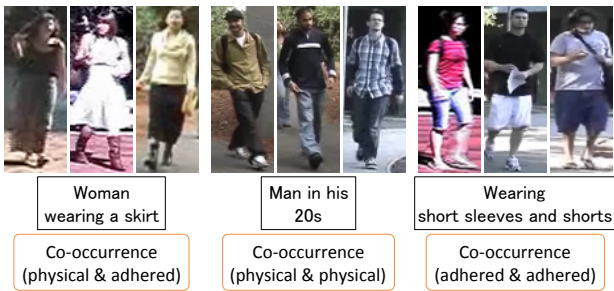 Woman
wearing a skirt
Man in his
20s
Wearing
short sleeves and shorts
Co-occurrence
(physical & adhered)
Co-occurrence
(physical & physical)
Co-occurrence
(adhered & adhered)